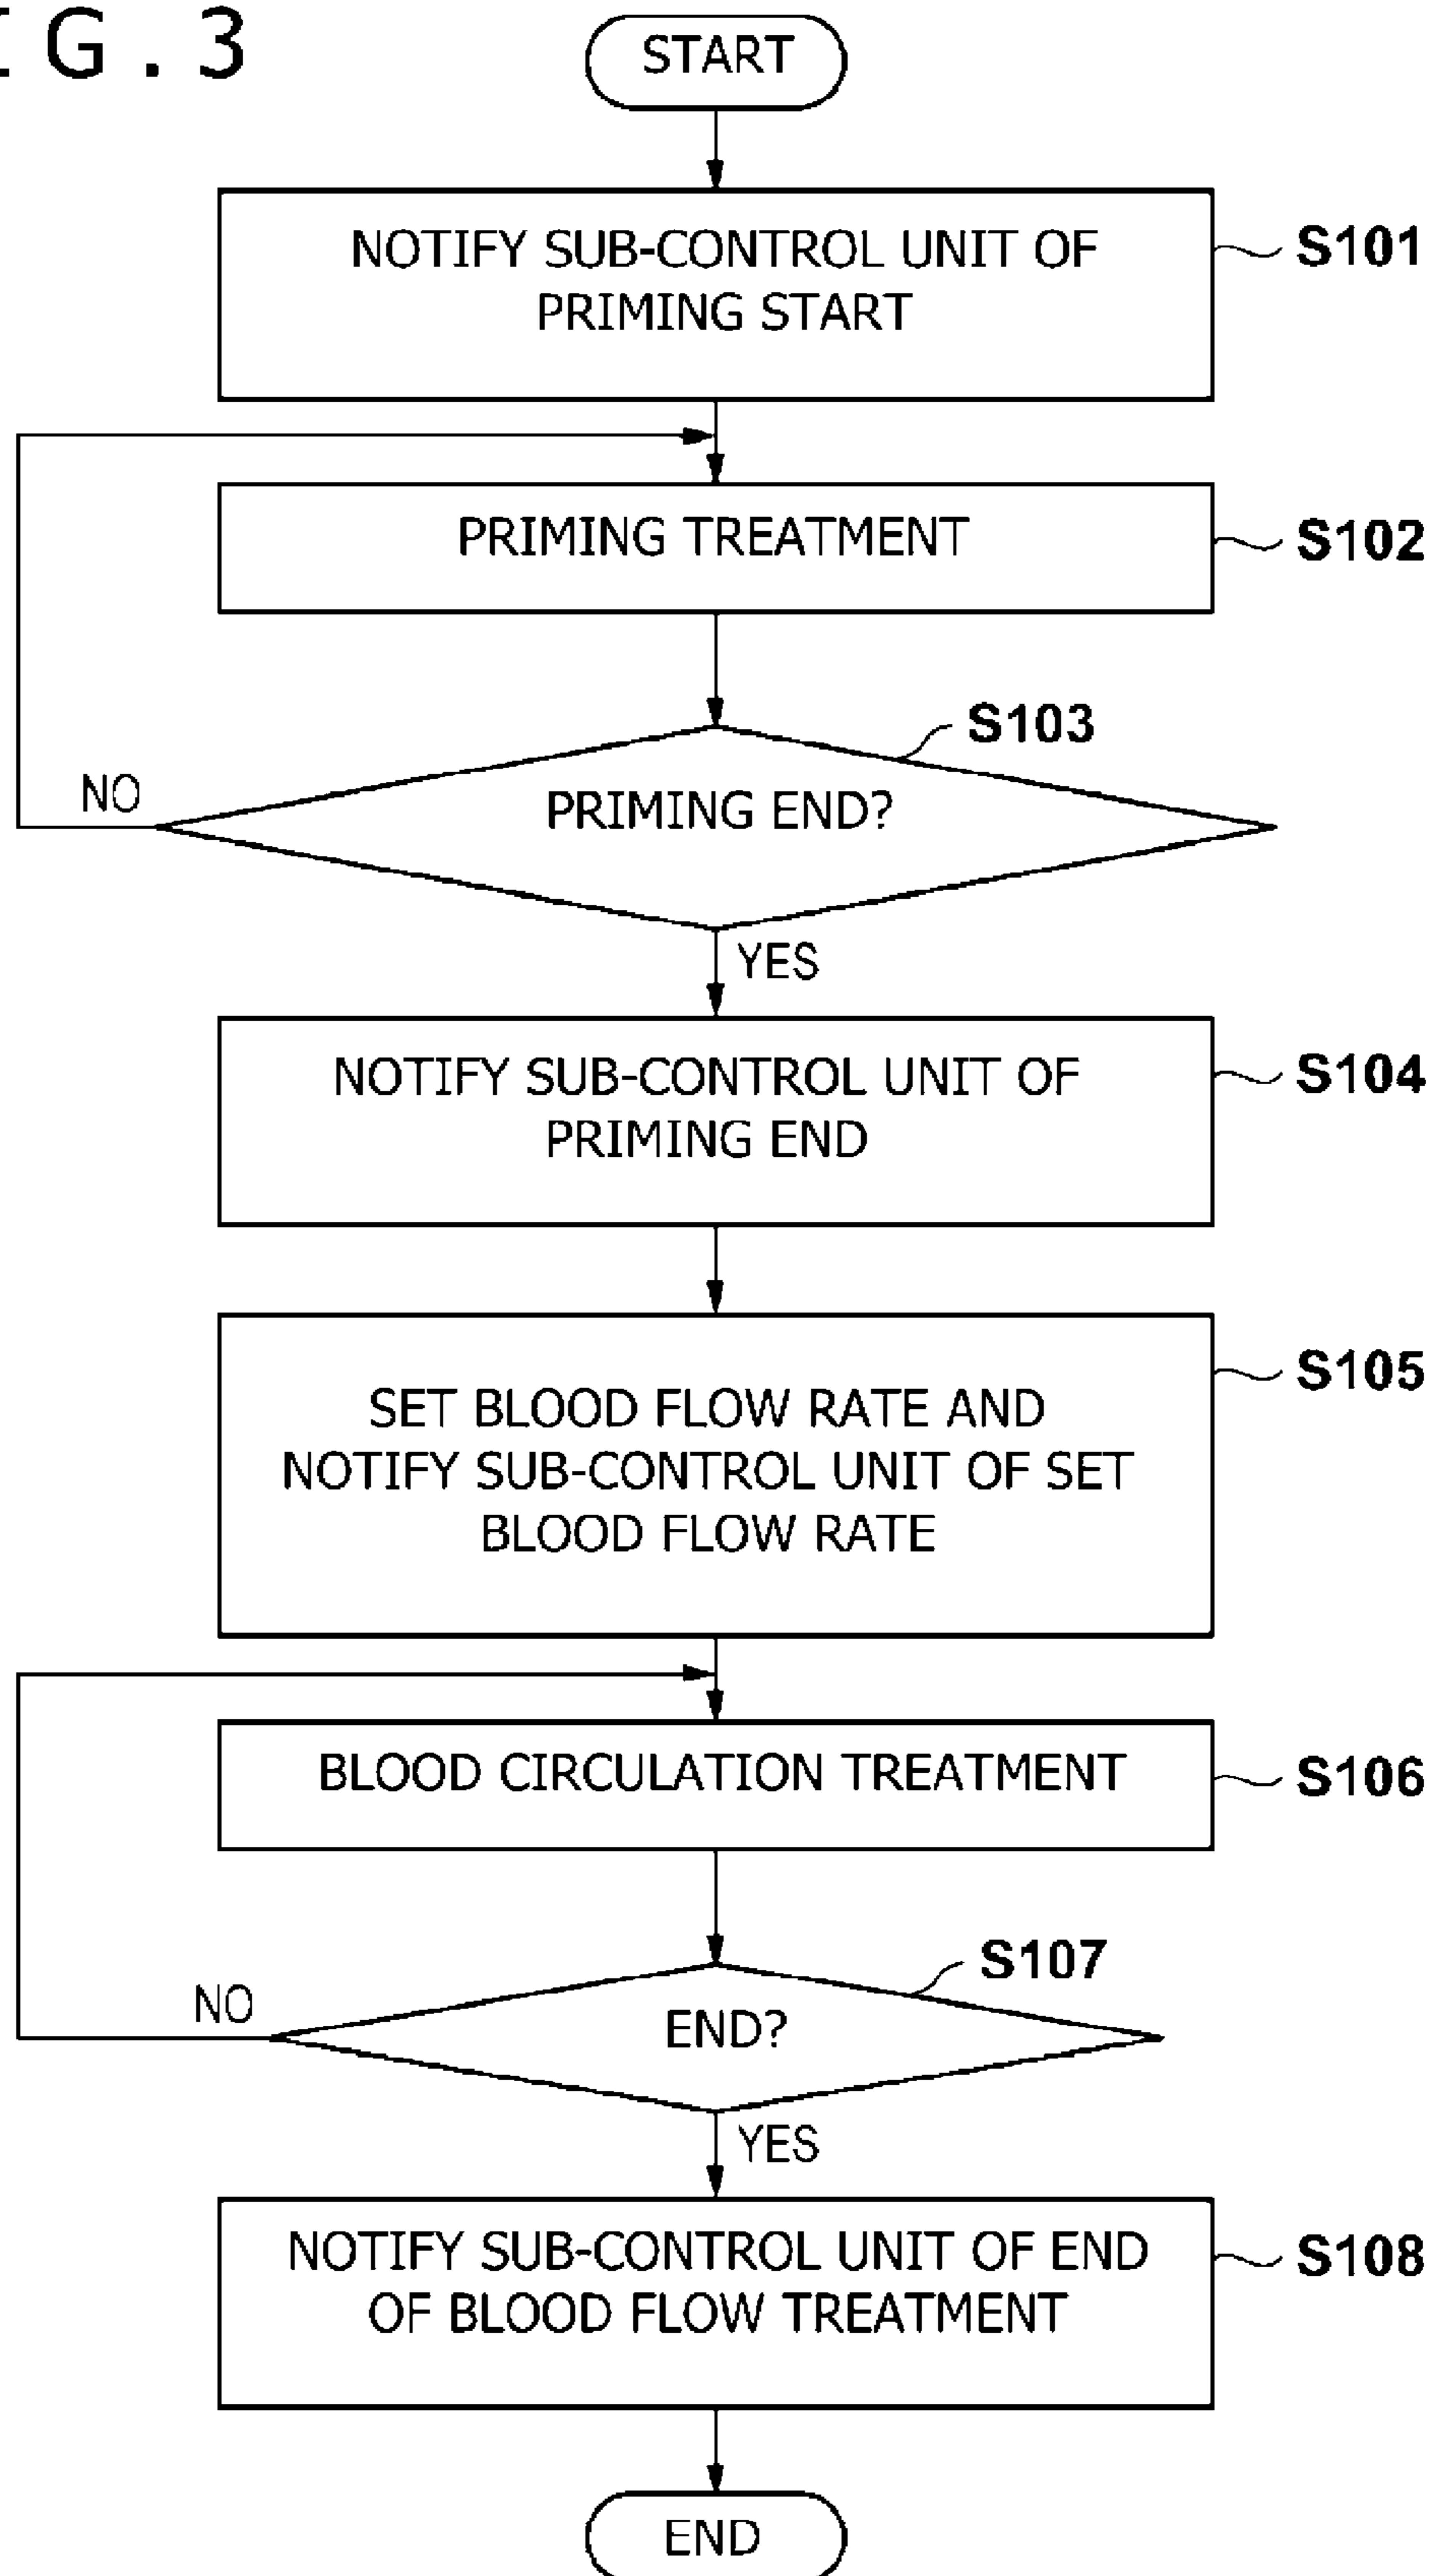 IG.3
START
NOTIFY SUB-CONTROL UNIT OF
PRIMING START
S101
PRIMING TREATMENT
S102
S103
PRIMING END?
NO
YES
NOTIFY SUB-CONTROL UNIT OF
PRIMING END
S104
SET BLOOD FLOW RATE AND
NOTIFY SUB-CONTROL UNIT OF SET
BLOOD FLOW RATE
S105
BLOOD CIRCULATION TREATMENT
S106
S107
END?
NO
YES
NOTIFY SUB-CONTROL UNIT OF END
OF BLOOD FLOW TREATMENT
S108
END